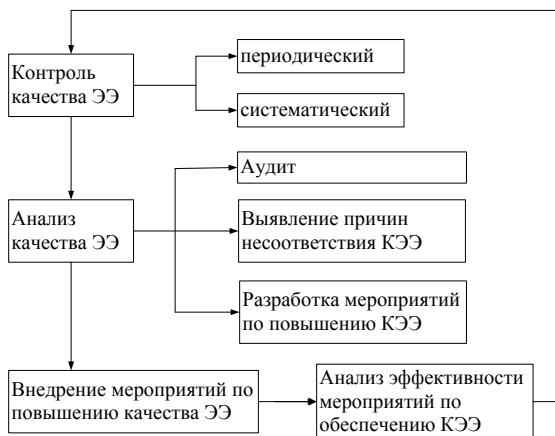 Контроль
качества ЭЭ
периодический
систематический
Анализ
качества ЭЭ
Аудит
Выявление причин
несоответствия КЭЭ
Разработка мероприятий
по повышению КЭЭ
Внедрение мероприятий по
повышению качества ЭЭ
Анализ эффективности
мероприятий по
обеспечению КЭЭ